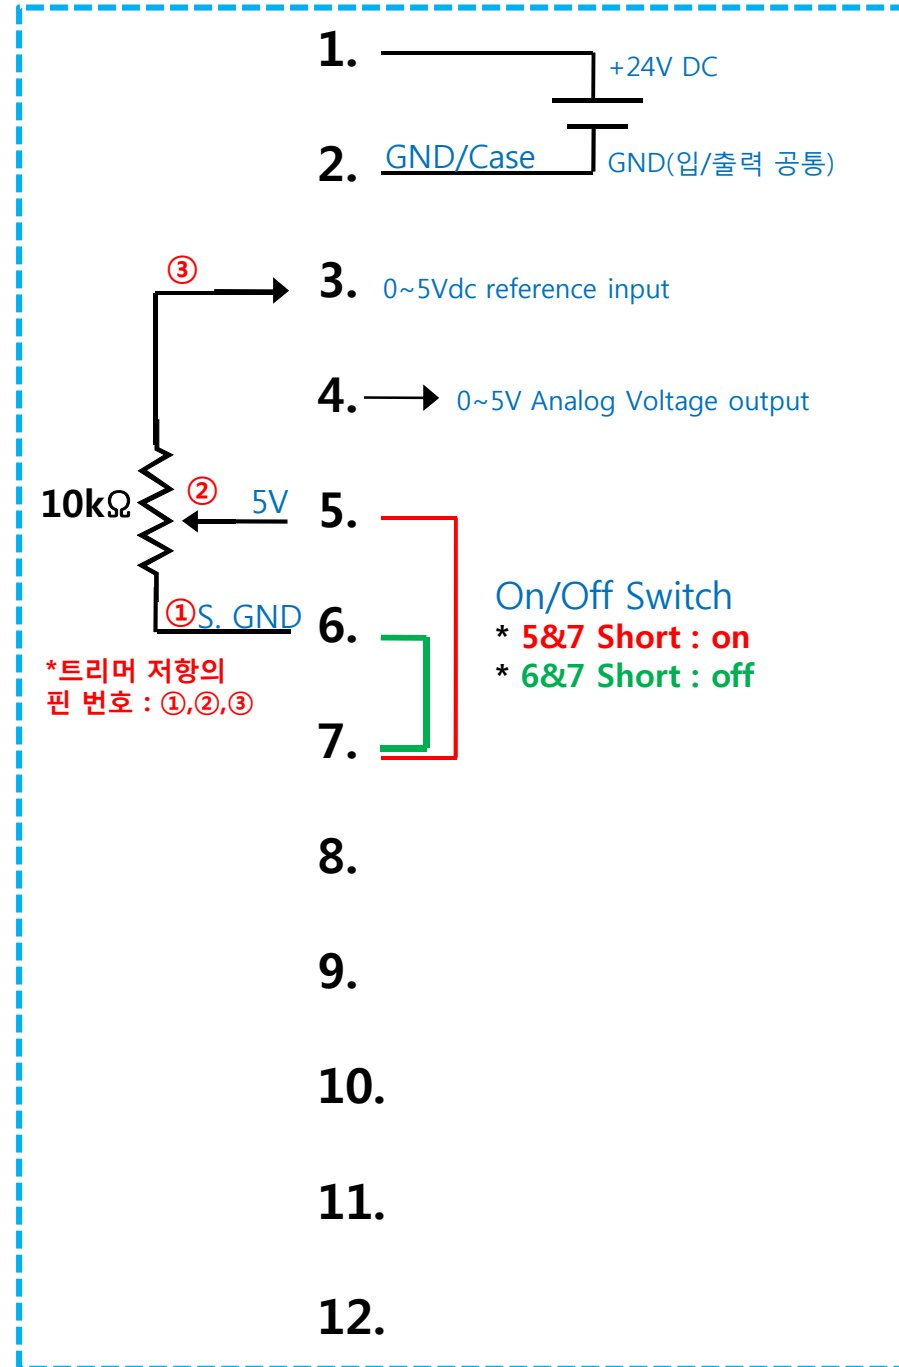 1.
+24V DC
2. GND/Case
GND(입/출력 공통)
③
3. 0~5Vdc reference input
4. 0~5V Analog Voltage output
10kΩ
② 5V 5.
①S. GND 6.
On/Off Switch
* 5&7 Short : on
* 6&7 Short : off
*트리머 저항의
핀 번호 : ①,②,③
7.
8.
9.
10.
11.
12.